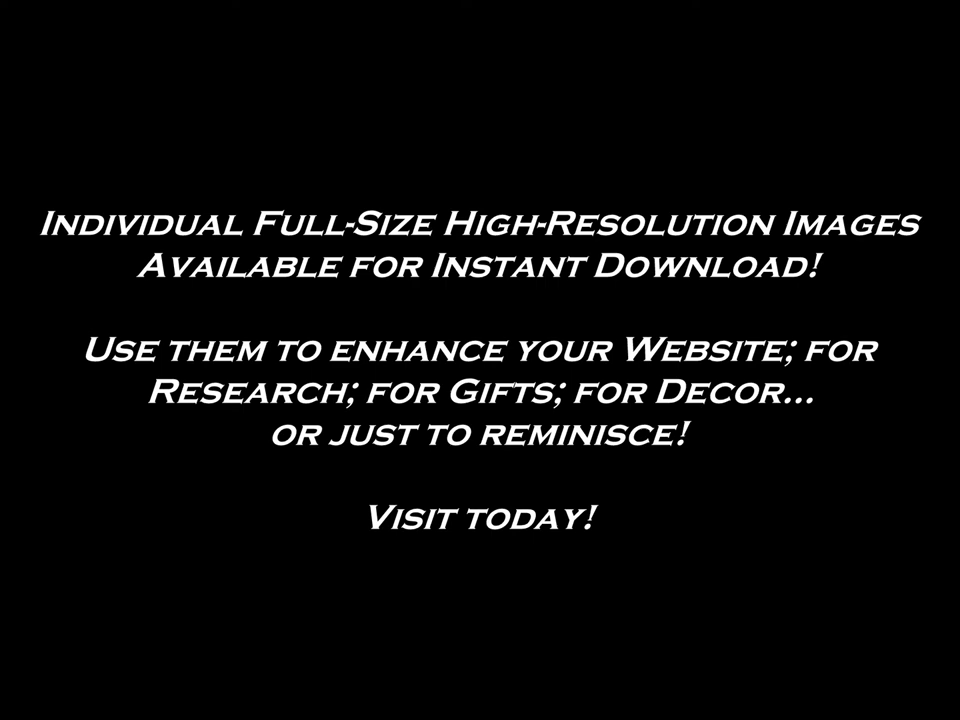 Individual Full-Size High-Resolution Images
Available for Instant Download!
Use them to enhance your Website; for
Research; for Gifts; for Decor...
or just to reminisce!
Visit today!